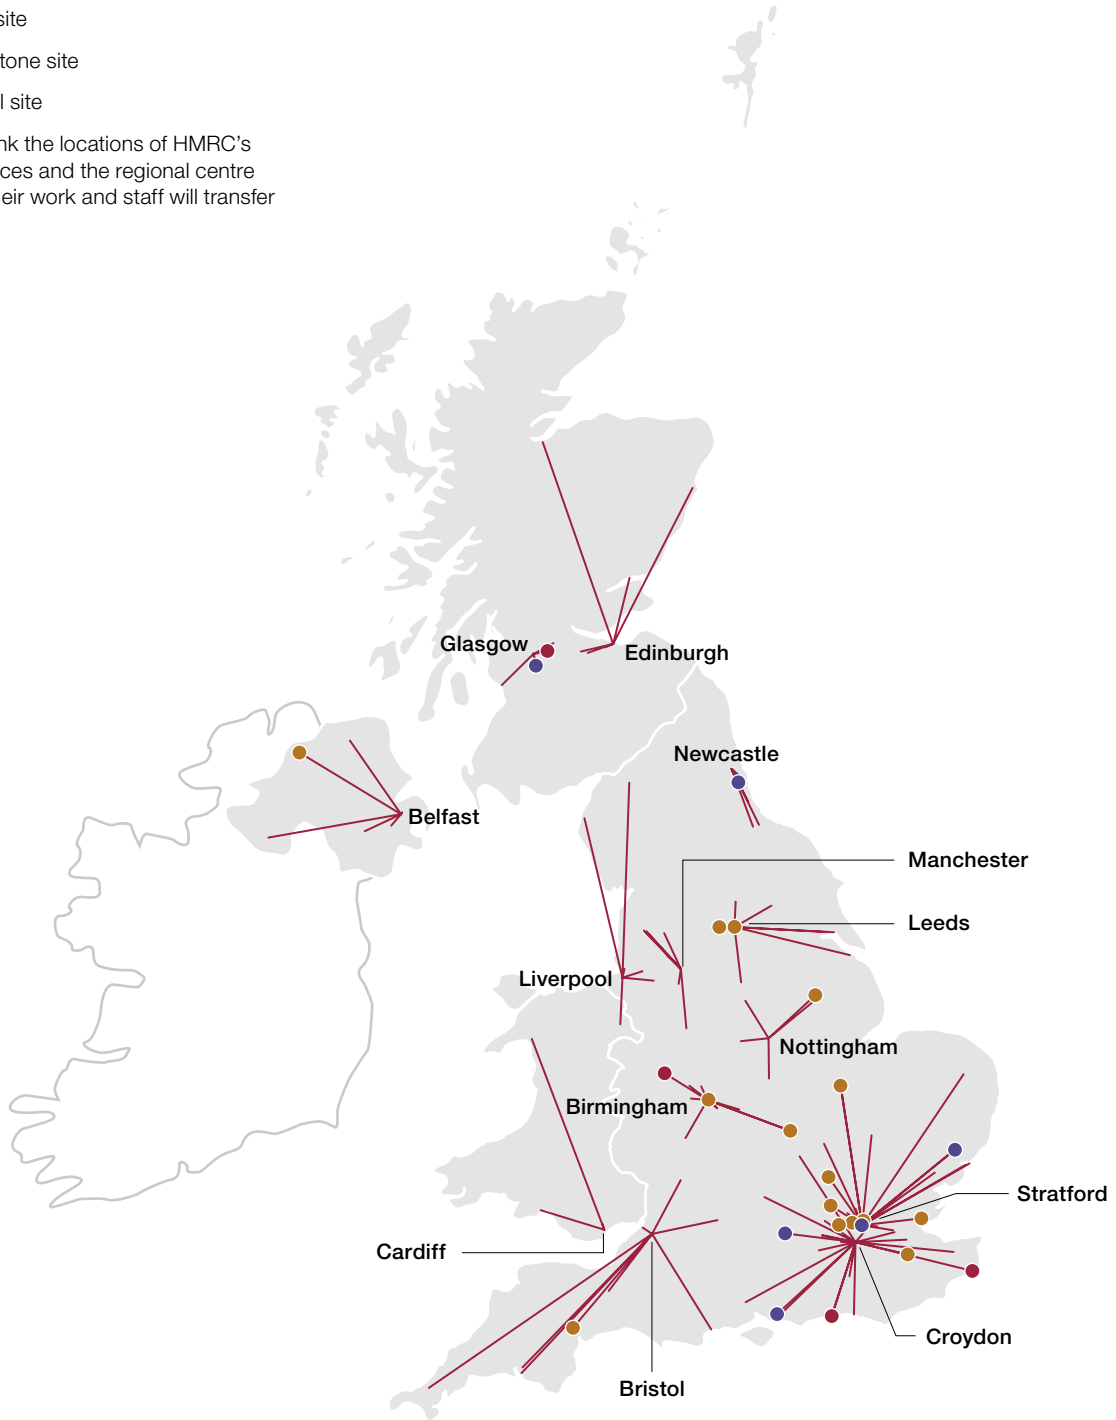 site
tone site
l site
nk the locations of HMRC's
ces and the regional centre
eir work and staff will transfer
Glasgow
Edinburgh
Newcastle
Belfast
Manchester
Leeds
Liverpool
Nottingham
Birmingham
Stratford
Cardiff
Croydon
Bristol